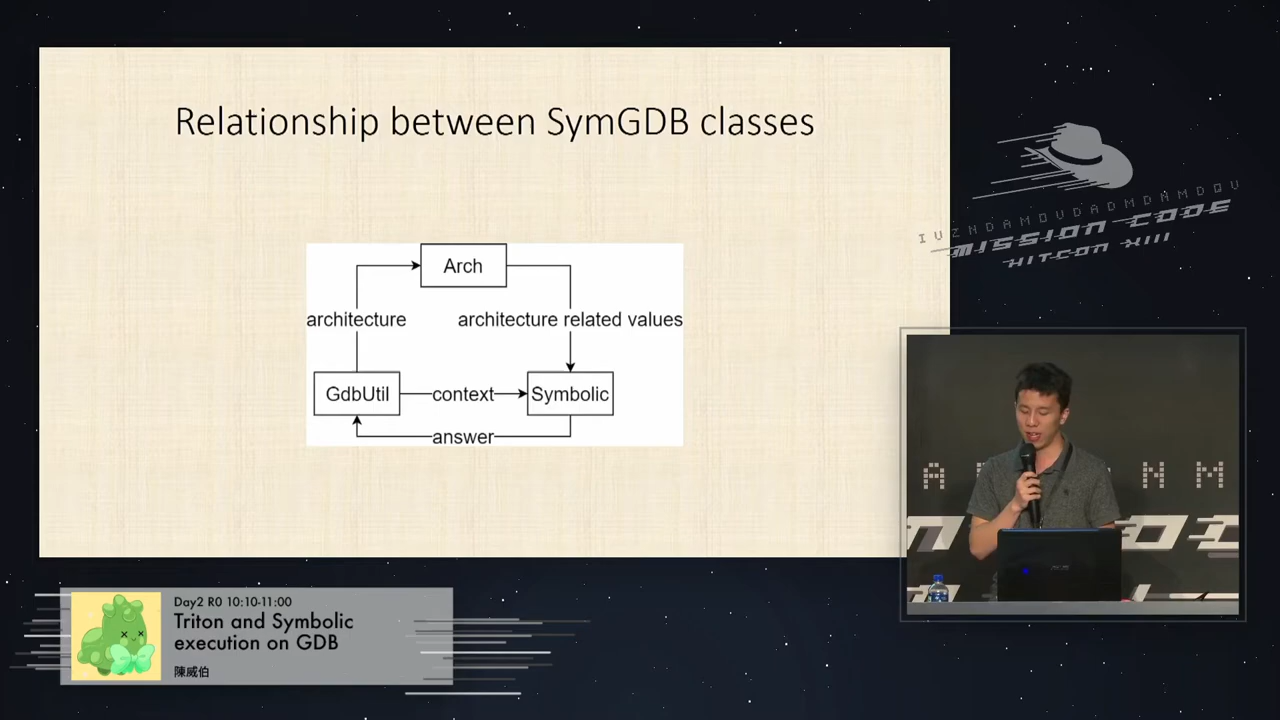 Relationship between SymGDB classes
Arch
architecture
architecture related values
GdbUtil
context
Symbolic
answer
IVZNDAMOVDADMDNMDQV
MISSION CODE
HITCON XIII
Day2 R0 10:10-11:00
Triton and Symbolic
execution on GDB
陳威伯